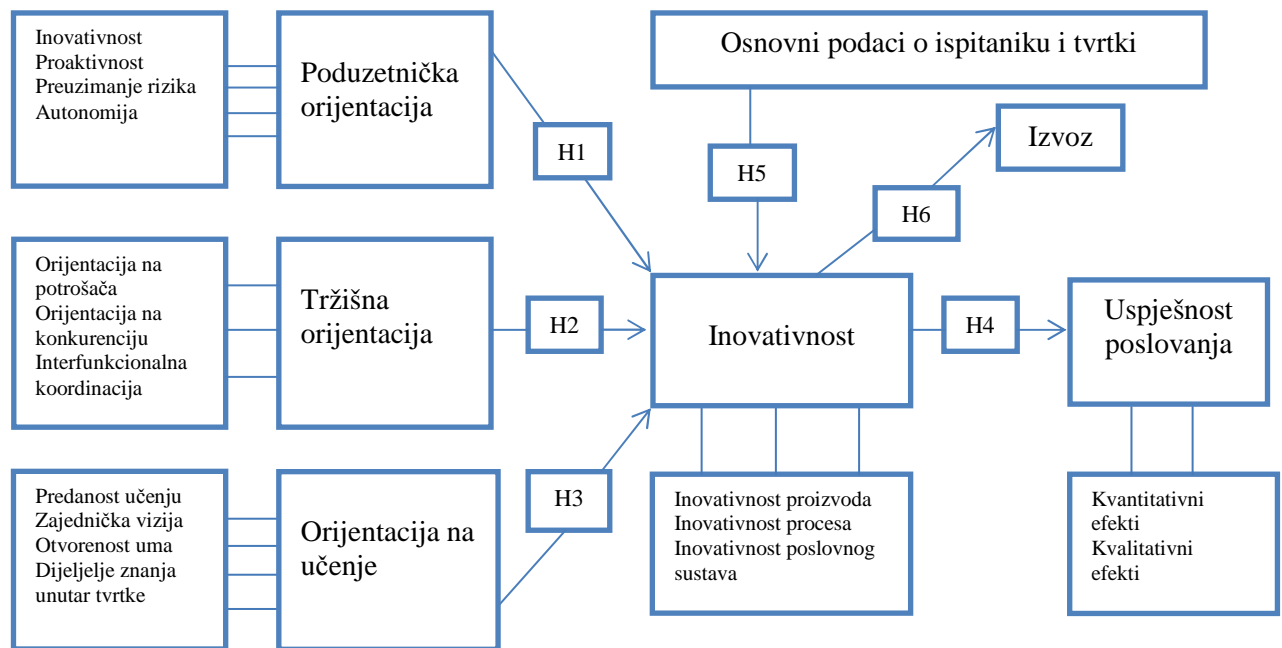 Inovativnost
Proaktivnost
Preuzimanje rizika
Autonomija
Poduzetnička
orijentacija
H1
Osnovni podaci o ispitaniku i tvrtki
H5
Izvoz
H6
Orijentacija na
potrošača
Orijentacija na
konkurenciju
Interfunkcionalna
koordinacija
Tržišna
orijentacija
H2
Inovativnost
H4
Uspješnost
poslovanja
Predanost učenju
Zajednička vizija
Otvorenost uma
Dijeljelje znanja
unutar tvrtke
Orijentacija na
učenje
H3
Inovativnost proizvoda
Inovativnost procesa
Inovativnost poslovnog
sustava
Kvantitativni
efekti
Kvalitativni
efekti